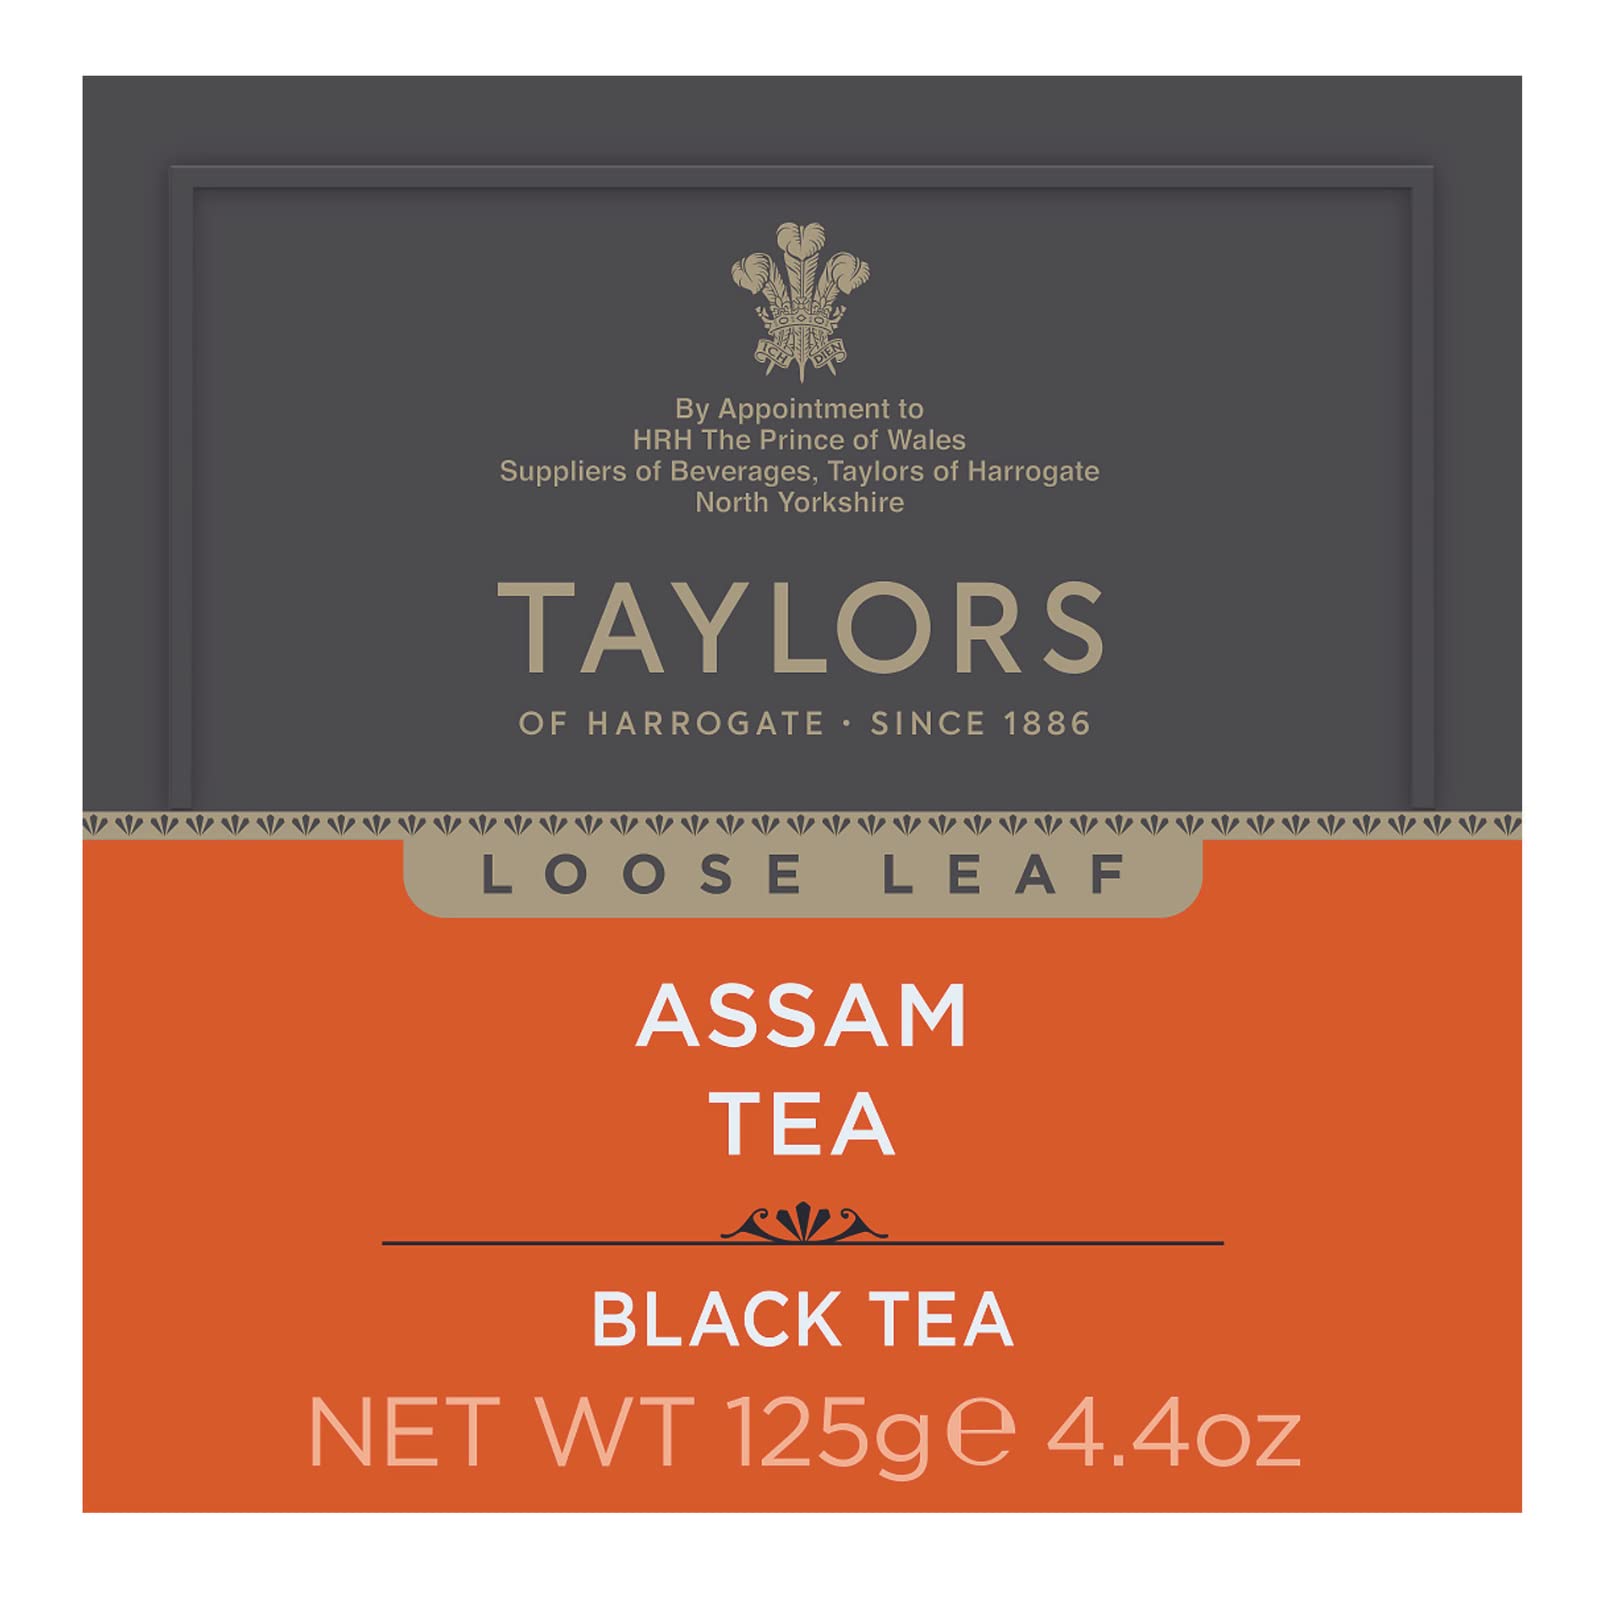 ICH DIEN
By Appointment to
HRH The Prince of Wales
Suppliers of Beverages, Taylors of Harrogate
North Yorkshire
TAYLORS
OF HARROGATE · SINCE 1886
LOOSE LEAF
ASSAM
TEA
BLACK TEA
NET WT 125g℮ 4.4oz